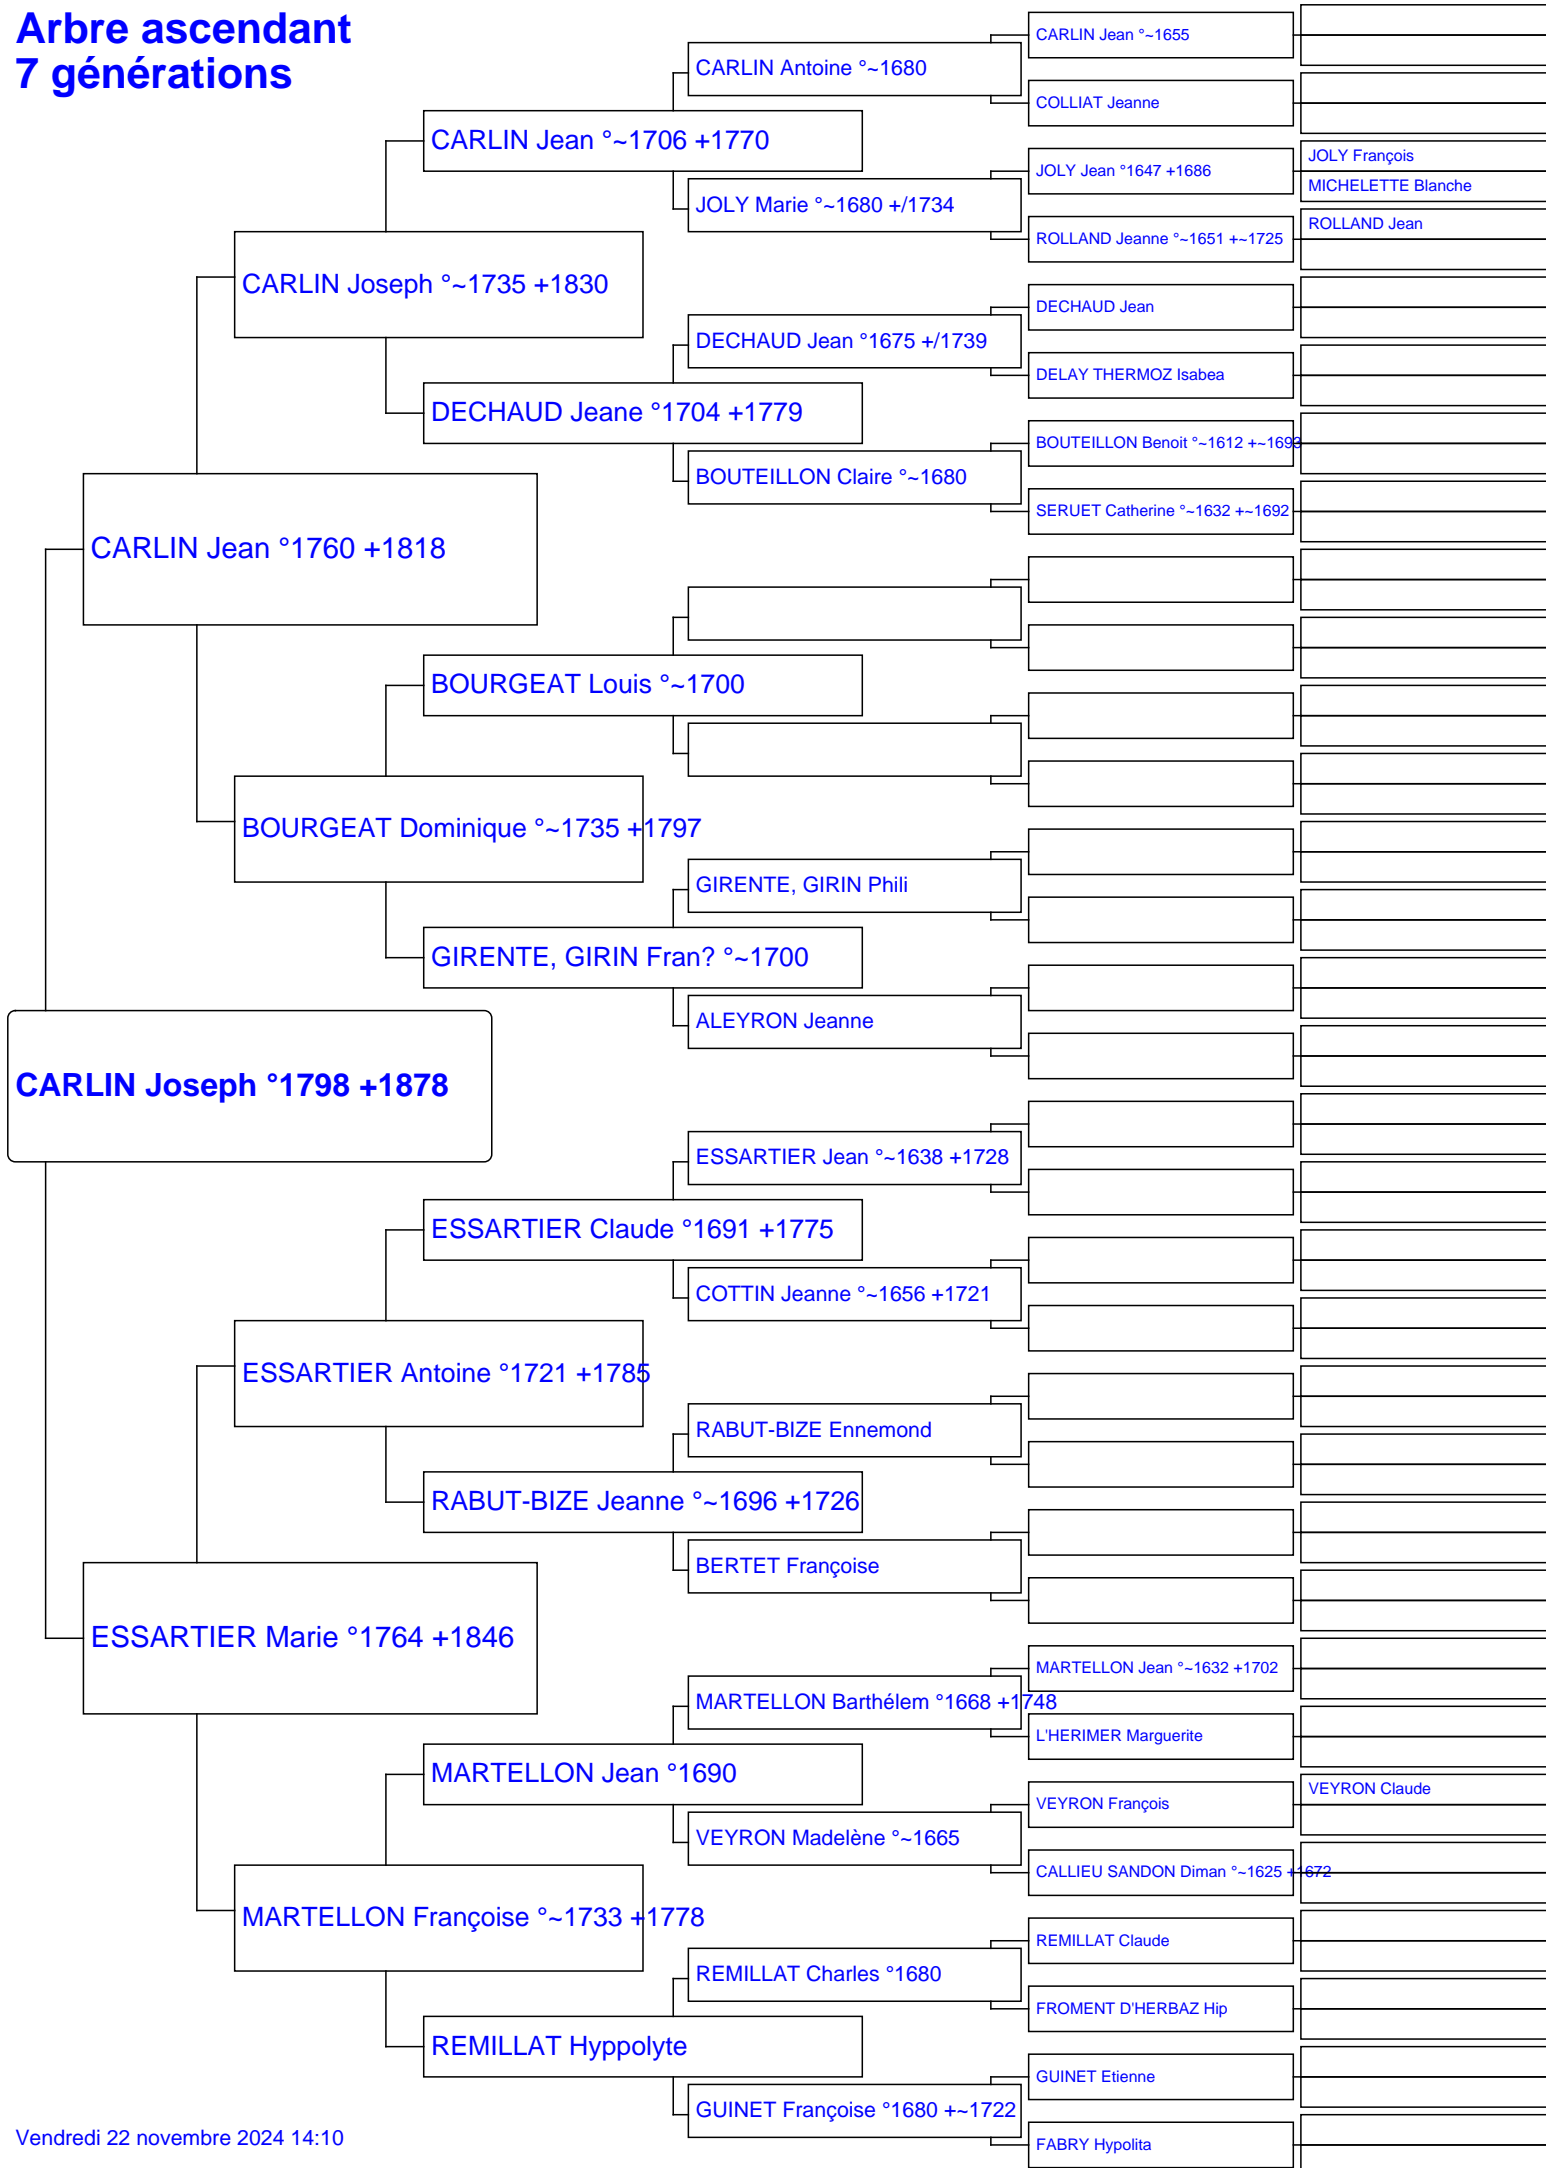 Arbre ascendant
7 générations
CARLIN Jean °~1655
CARLIN Antoine °~1680
COLLIAT Jeanne
CARLIN Jean °~1706 +1770
JOLY François
JOLY Jean °1647 +1686
MICHELETTE Blanche
JOLY Marie °~1680 +/1734
ROLLAND Jean
ROLLAND Jeanne °~1651 +~1725
CARLIN Joseph °~1735 +1830
DECHAUD Jean
DECHAUD Jean °1675 +/1739
DELAY THERMOZ Isabea
DECHAUD Jeane °1704 +1779
BOUTEILLON Benoit °~1612 +~1693
BOUTEILLON Claire °~1680
SERUET Catherine °~1632 +~1692
CARLIN Jean °1760 +1818
BOURGEAT Louis °~1700
BOURGEAT Dominique °~1735 +1797
GIRENTE, GIRIN Phili
GIRENTE, GIRIN Fran? °~1700
ALEYRON Jeanne
CARLIN Joseph °1798 +1878
ESSARTIER Jean °~1638 +1728
ESSARTIER Claude °1691 +1775
COTTIN Jeanne °~1656 +1721
ESSARTIER Antoine °1721 +1785
RABUT-BIZE Ennemond
RABUT-BIZE Jeanne °~1696 +1726
BERTET Françoise
ESSARTIER Marie °1764 +1846
MARTELLON Jean °~1632 +1702
MARTELLON Barthélem °1668 +1748
L'HERIMER Marguerite
MARTELLON Jean °1690
VEYRON Claude
VEYRON François
VEYRON Madelène °~1665
CALLIEU SANDON Diman °~1625 +1672
MARTELLON Françoise °~1733 +1778
REMILLAT Claude
REMILLAT Charles °1680
FROMENT D'HERBAZ Hip
REMILLAT Hyppolyte
GUINET Etienne
GUINET Françoise °1680 +~1722
FABRY Hypolita
Vendredi 22 novembre 2024 14:10